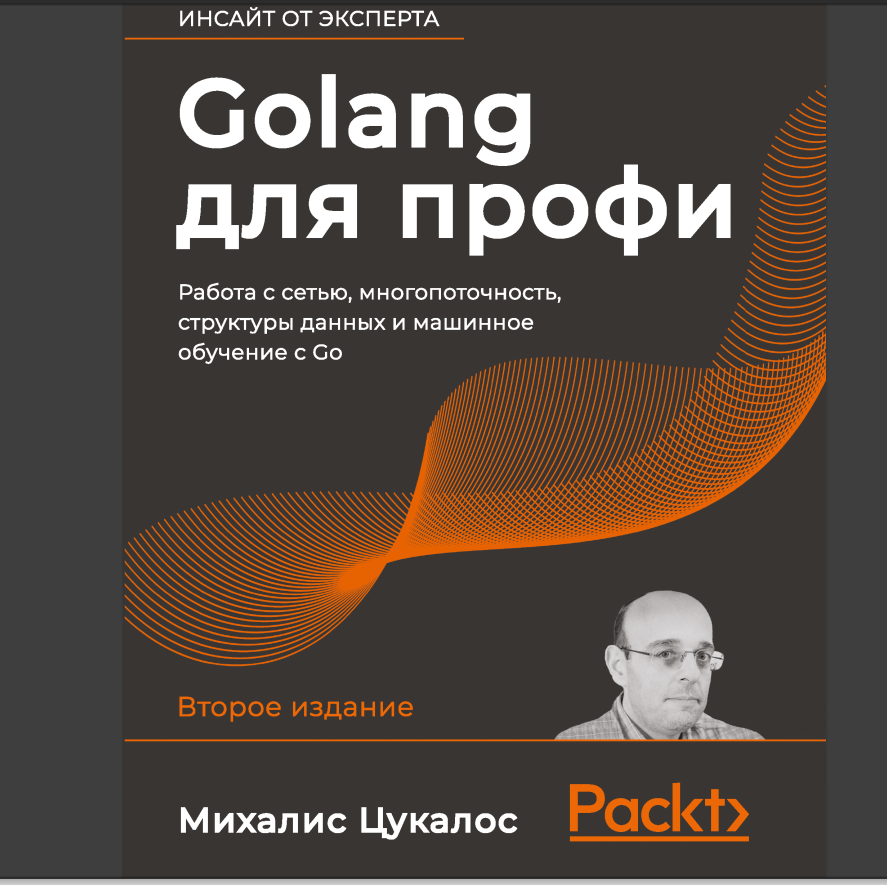 ИНСАЙТ ОТ ЭКСПЕРТА
Golang
для профи
Работа с сетью, многопоточность,
структуры данных и машинное
обучение с Go
Второе издание
Михалис Цукалос
Packt